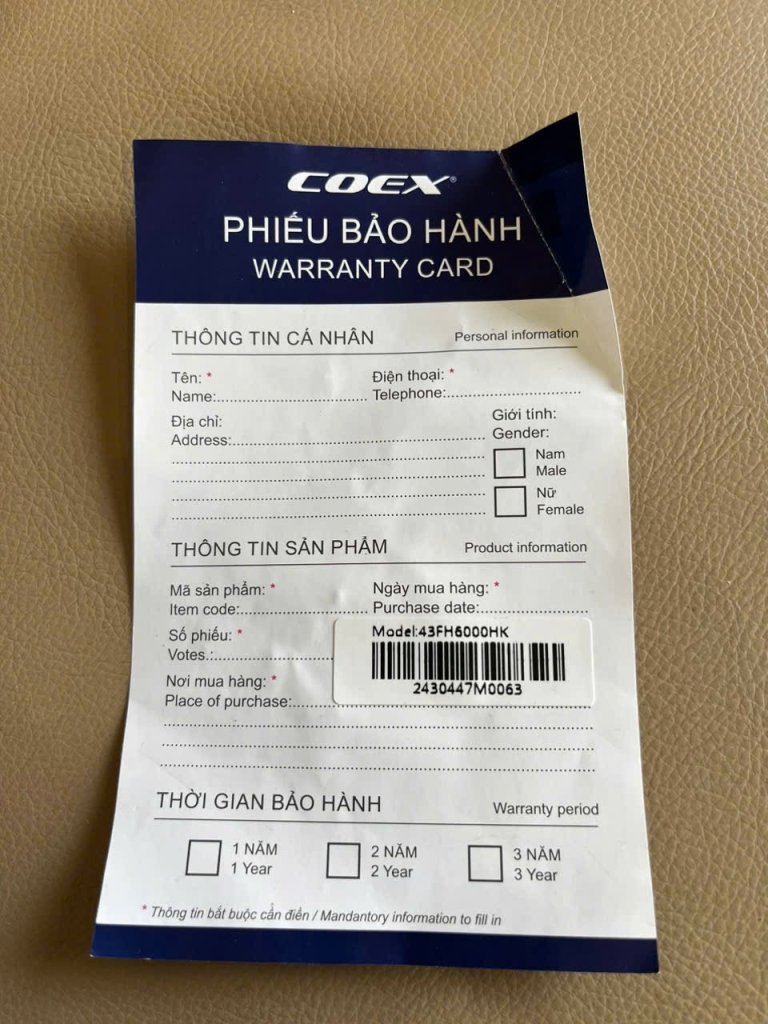 COEX®
PHIẾU BẢO HÀNH
WARRANTY CARD
THÔNG TIN CÁ NHÂN Personal information
Tên: * Điện thoại: *
Name: Telephone:
Địa chỉ: Giới tính:
Address: Gender:
Nam
Male
Nữ
Female
THÔNG TIN SẢN PHẨM Product information
Mã sản phẩm: * Ngày mua hàng: *
Item code: Purchase date:
Số phiếu: * Model:43FH6000HK
Votes.:
2430447M0063
Nơi mua hàng: *
Place of purchase:
THỜI GIAN BẢO HÀNH Warranty period
1 NĂM 2 NĂM 3 NĂM
1 Year 2 Year 3 Year
* Thông tin bắt buộc cần điền / Mandantory information to fill in